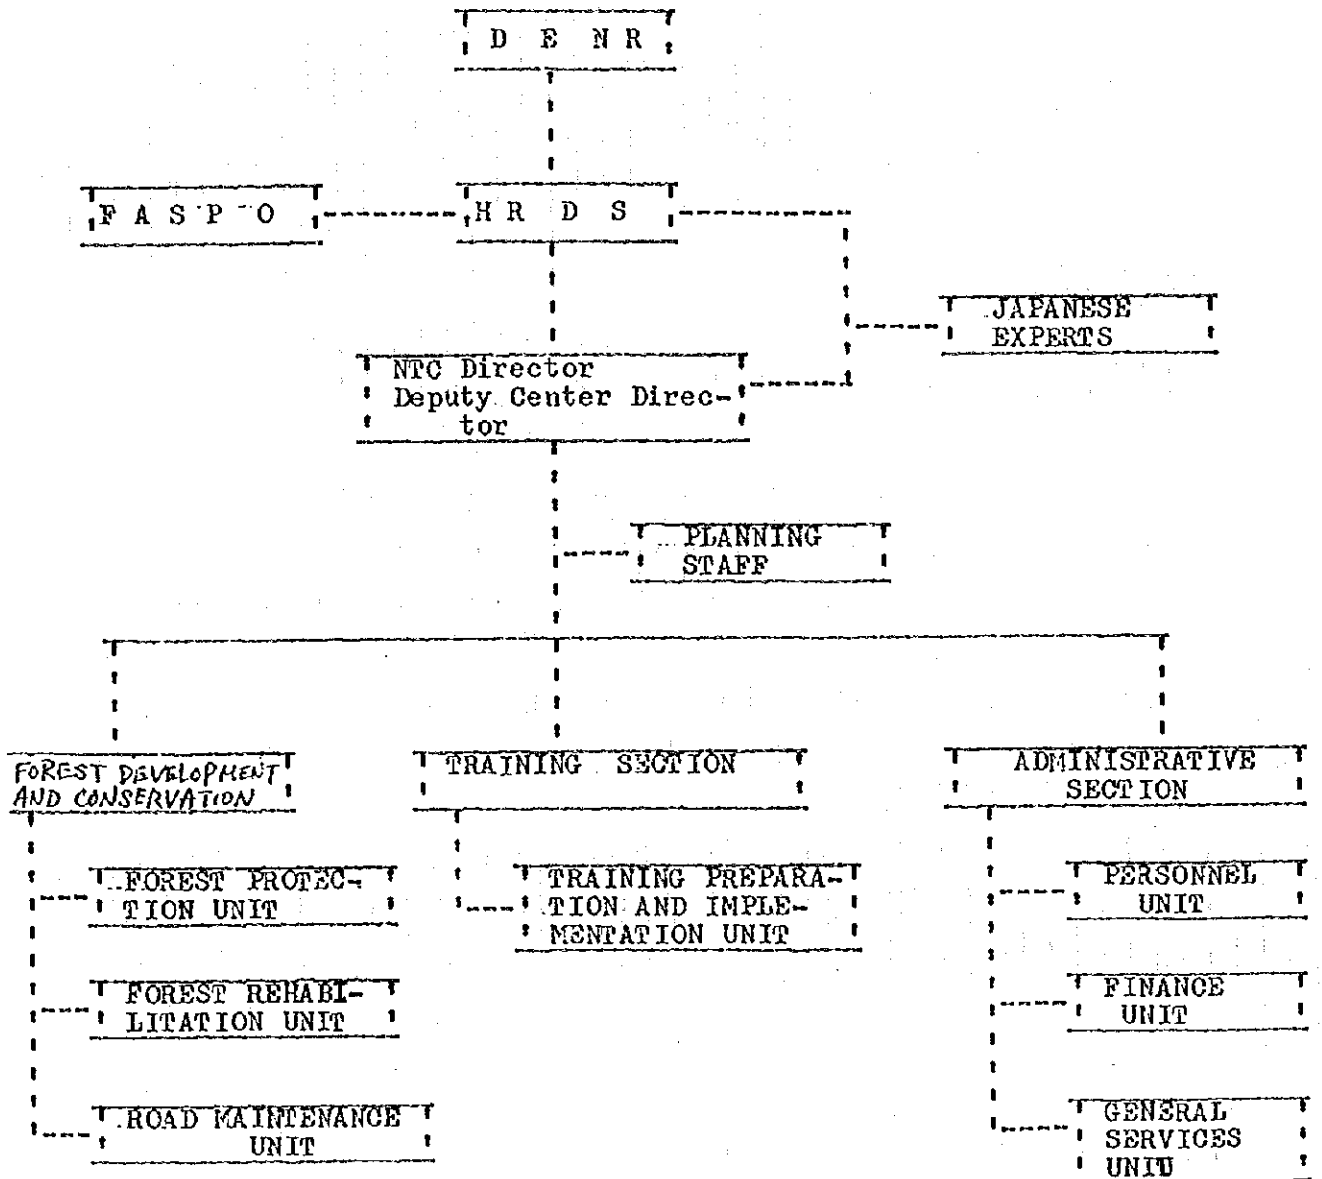 D E N R
F A S P O
H R D S
JAPANESE
EXPERTS
NTC Director
Deputy Center Direc-
tor
PLANNING
STAFF
FOREST DEVELOPMENT
AND CONSERVATION
TRAINING SECTION
ADMINISTRATIVE
SECTION
FOREST PROTEC-
TION UNIT
TRAINING PREPARA-
TION AND IMPLE-
MENTATION UNIT
PERSONNEL
UNIT
FOREST REHABI-
LITATION UNIT
FINANCE
UNIT
ROAD MAINTENANCE
UNIT
GENERAL
SERVICES
UNIU